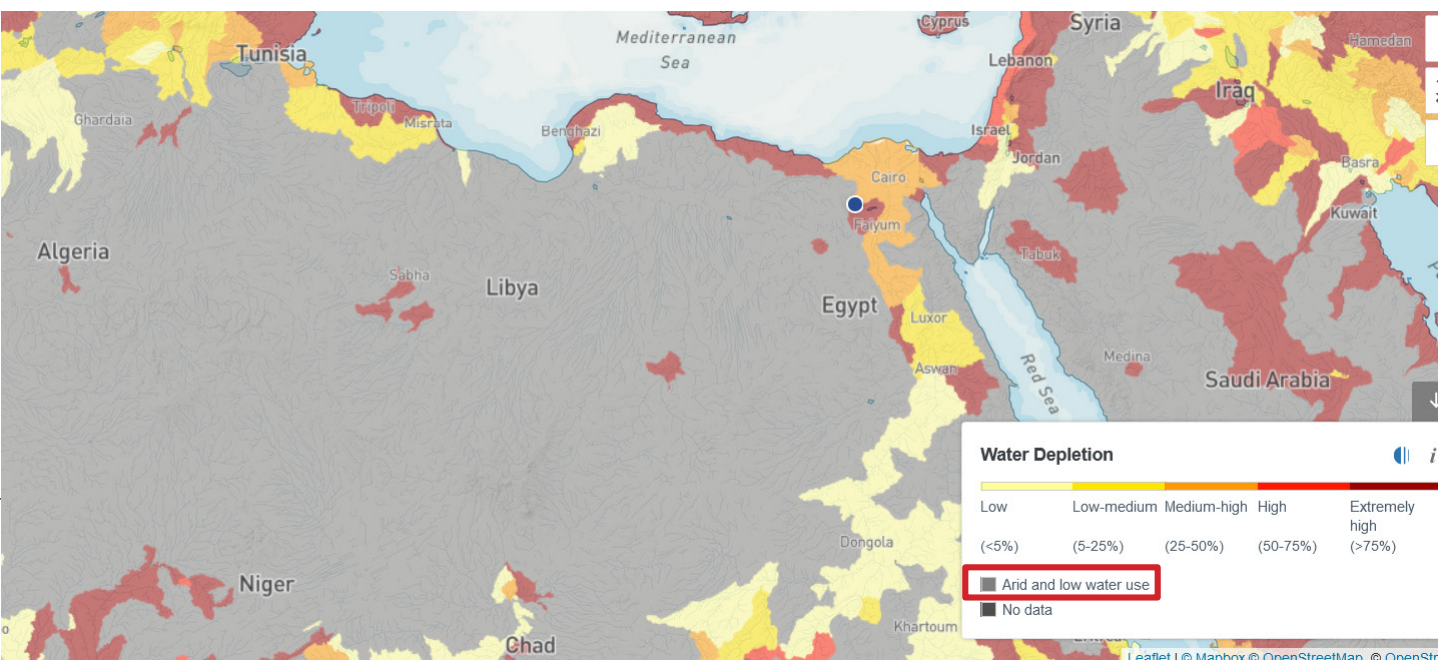 Cyprus
Syria
Mediterranean
Sea
Hamedan
Tunisia
Lebanon
Iraq
Tripoli
Ghardaia
Misrata
Benghazi
Israel
Jordan
Basra
Cairo
Kuwait
Faiyum
Algeria
Tabuk
Sabha
Libya
Egypt
Luxor
Medina
Aswan
Red Sea
Saudi Arabia
Water Depletion
i
Low
Low-medium
Medium-high
High
Extremely
high
(<5%)
(5-25%)
(25-50%)
(50-75%)
(>75%)
Dongola
Arid and low water use
Niger
No data
Khartoum
Chad
Leaflet | © Mapbox © OpenStreetMap, © OpenStr